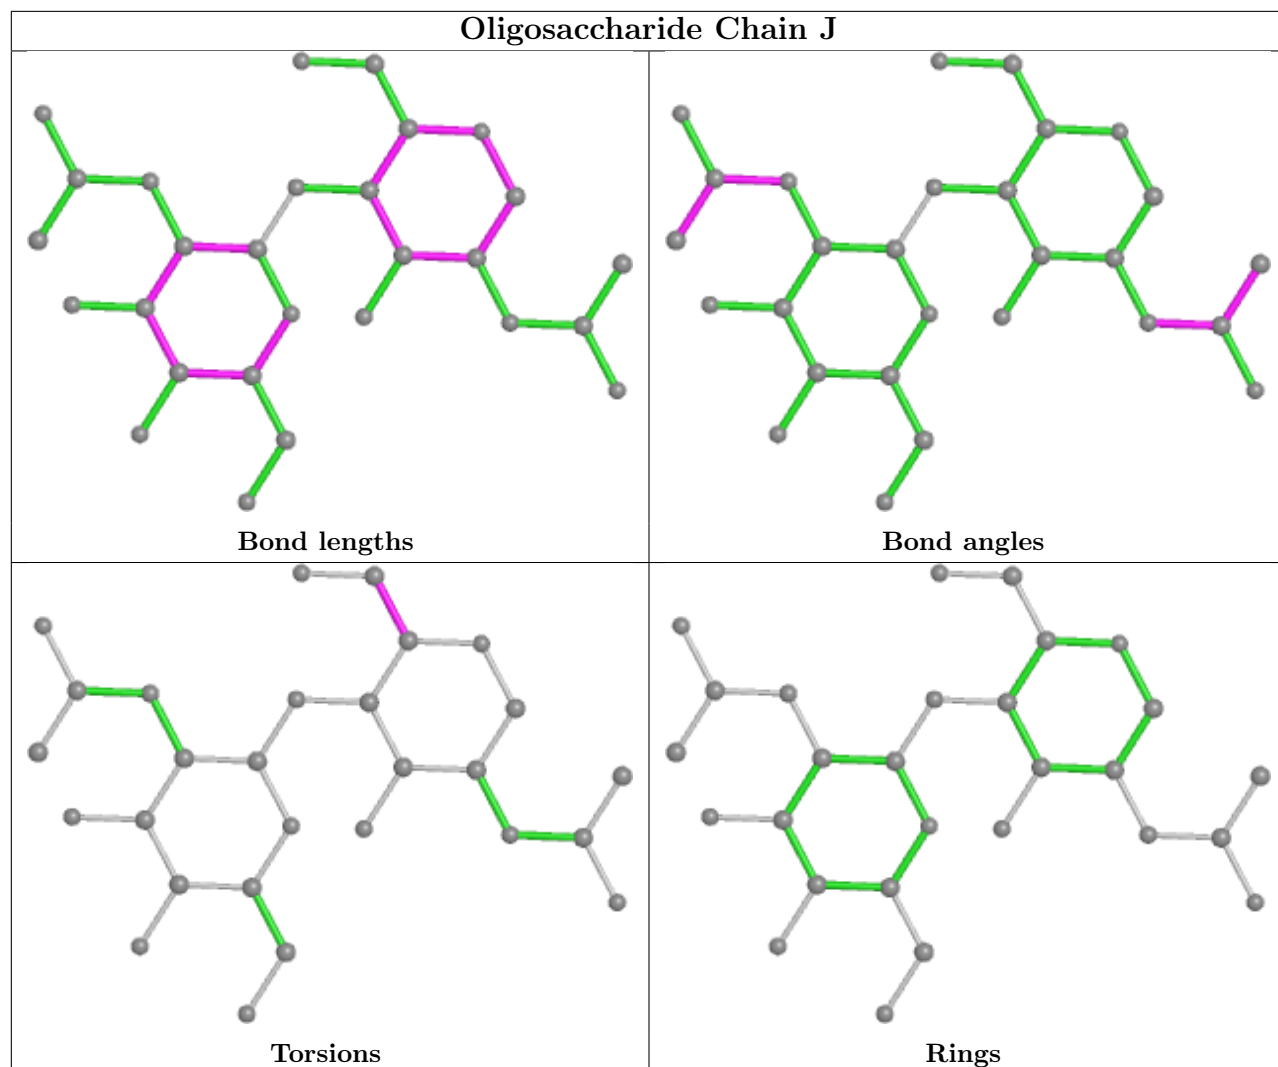 Oligosaccharide Chain J
Bond lengths
Bond angles
Torsions
Rings